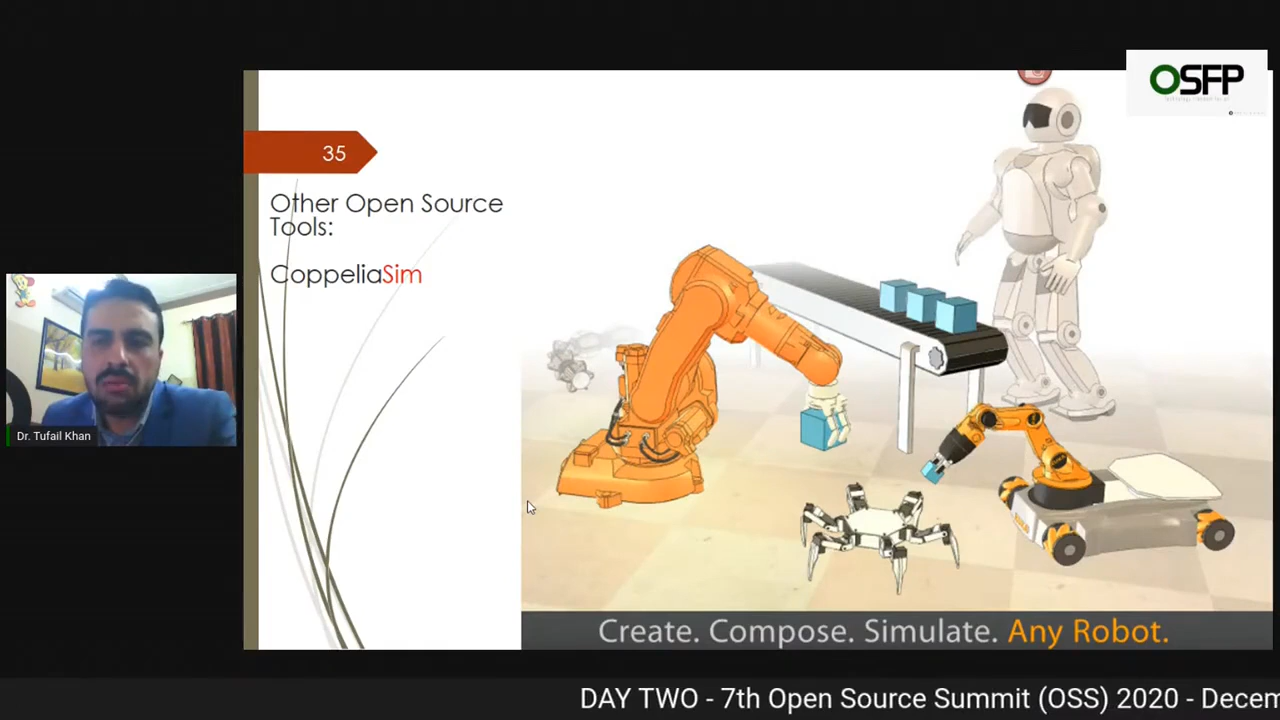 OSFP
35
Other Open Source
Tools:
CoppeliaSim
Dr. Tufail Khan
Create. Compose. Simulate. Any Robot.
DAY TWO - 7th Open Source Summit (OSS) 2020 - Decem